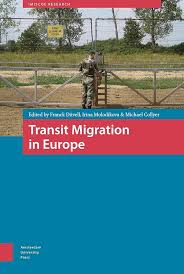 IMISCOE RESEARCH
Edited by Franck Düvell, Irina Molodikova & Michael Collyer
Transit Migration
in Europe
Amsterdam
University
Press